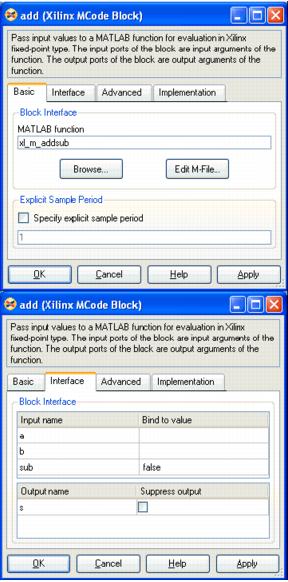 add (Xilinx MCode Block)
Pass input values to a MATLAB function for evaluation in Xilinx
fixed-point type. The input ports of the block are input arguments of the
function. The output ports of the block are output arguments of the
function.
Basic Interface Advanced Implementation
Block Interface
MATLAB function
xl_m_addsub
Browse... Edit M-File...
Explicit Sample Period
Specify explicit sample period
1
OK Cancel Help Apply
add (Xilinx MCode Block)
Pass input values to a MATLAB function for evaluation in Xilinx
fixed-point type. The input ports of the block are input arguments of the
function. The output ports of the block are output arguments of the
function.
Basic Interface Advanced Implementation
Block Interface
Input name Bind to value
a
b
sub false
Output name Suppress output
s
OK Cancel Help Apply